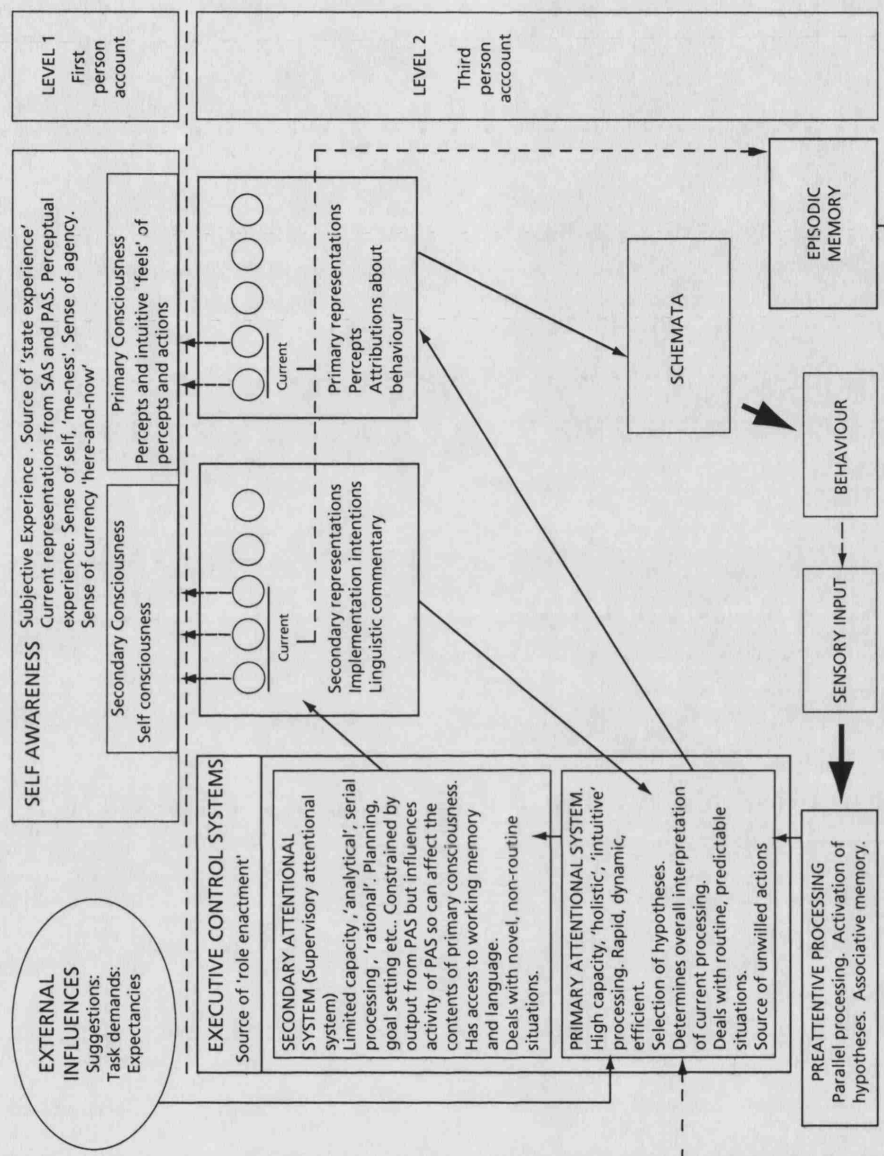 EXTERNAL
INFLUENCES
Suggestions:
Task demands:
Expectancies
SELF AWARENESS Subjective Experience . Source of 'state experience'
Current representations from SAS and PAS. Perceptual
experience. Sense of self, 'me-ness'. Sense of agency.
Sense of currency 'here-and-now'
Secondary Consciousness
Self consciousness
Primary Consciousness
Percepts and intuitive 'feels' of
percepts and actions
LEVEL 1
First
person
account
EXECUTIVE CONTROL SYSTEMS
Source of 'role enactment'
SECONDARY ATTENTIONAL
SYSTEM (Supervisory attentional
system)
Limited capacity ,'analytical', serial
processing , 'rational'. Planning,
goal setting etc.. Constrained by
output from PAS but influences
activity of PAS so can affect the
contents of primary consciousness.
Has access to working memory
and language.
Deals with novel, non-routine
situations.
PRIMARY ATTENTIONAL SYSTEM.
High capacity, 'holistic', 'intuitive'
processing. Rapid, dynamic,
efficient.
Selection of hypotheses.
Determines overall interpretation
of current processing.
Deals with routine, predictable
situations.
Source of unwilled actions
Current
Secondary representations
Implementation intentions
Linguistic commentary
Current
Primary representations
Percepts
Attributions about
behaviour
LEVEL 2
Third
person
acccount
SCHEMATA
PREATTENTIVE PROCESSING
Parallel processing. Activation of
hypotheses. Associative memory.
SENSORY INPUT
BEHAVIOUR
EPISODIC
MEMORY